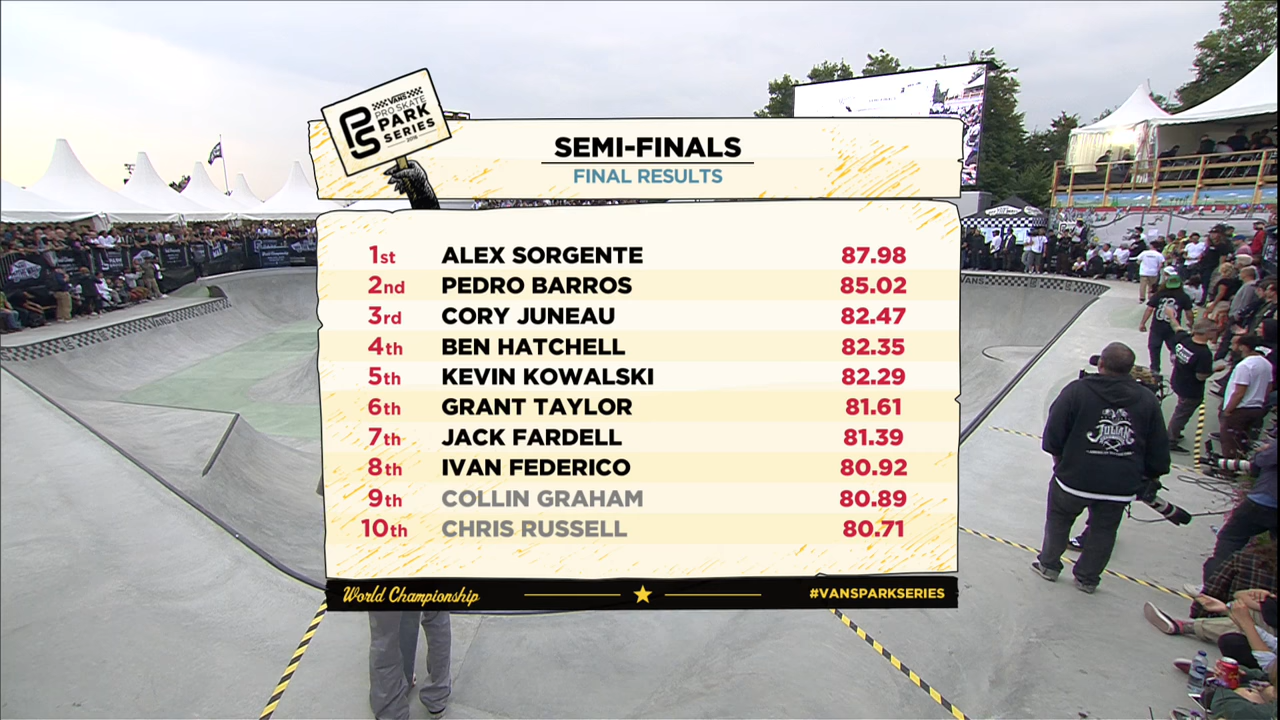 VANS
PRO SKATE
PARK
SERIES
2016
SEMI-FINALS
FINAL RESULTS
1st ALEX SORGENTE 87.98
2nd PEDRO BARROS 85.02
3rd CORY JUNEAU 82.47
4th BEN HATCHELL 82.35
5th KEVIN KOWALSKI 82.29
6th GRANT TAYLOR 81.61
7th JACK FARDELL 81.39
8th IVAN FEDERICO 80.92
9th COLLIN GRAHAM 80.89
10th CHRIS RUSSELL 80.71
World Championship #VANSPARKSERIES
VANS
JULIAN